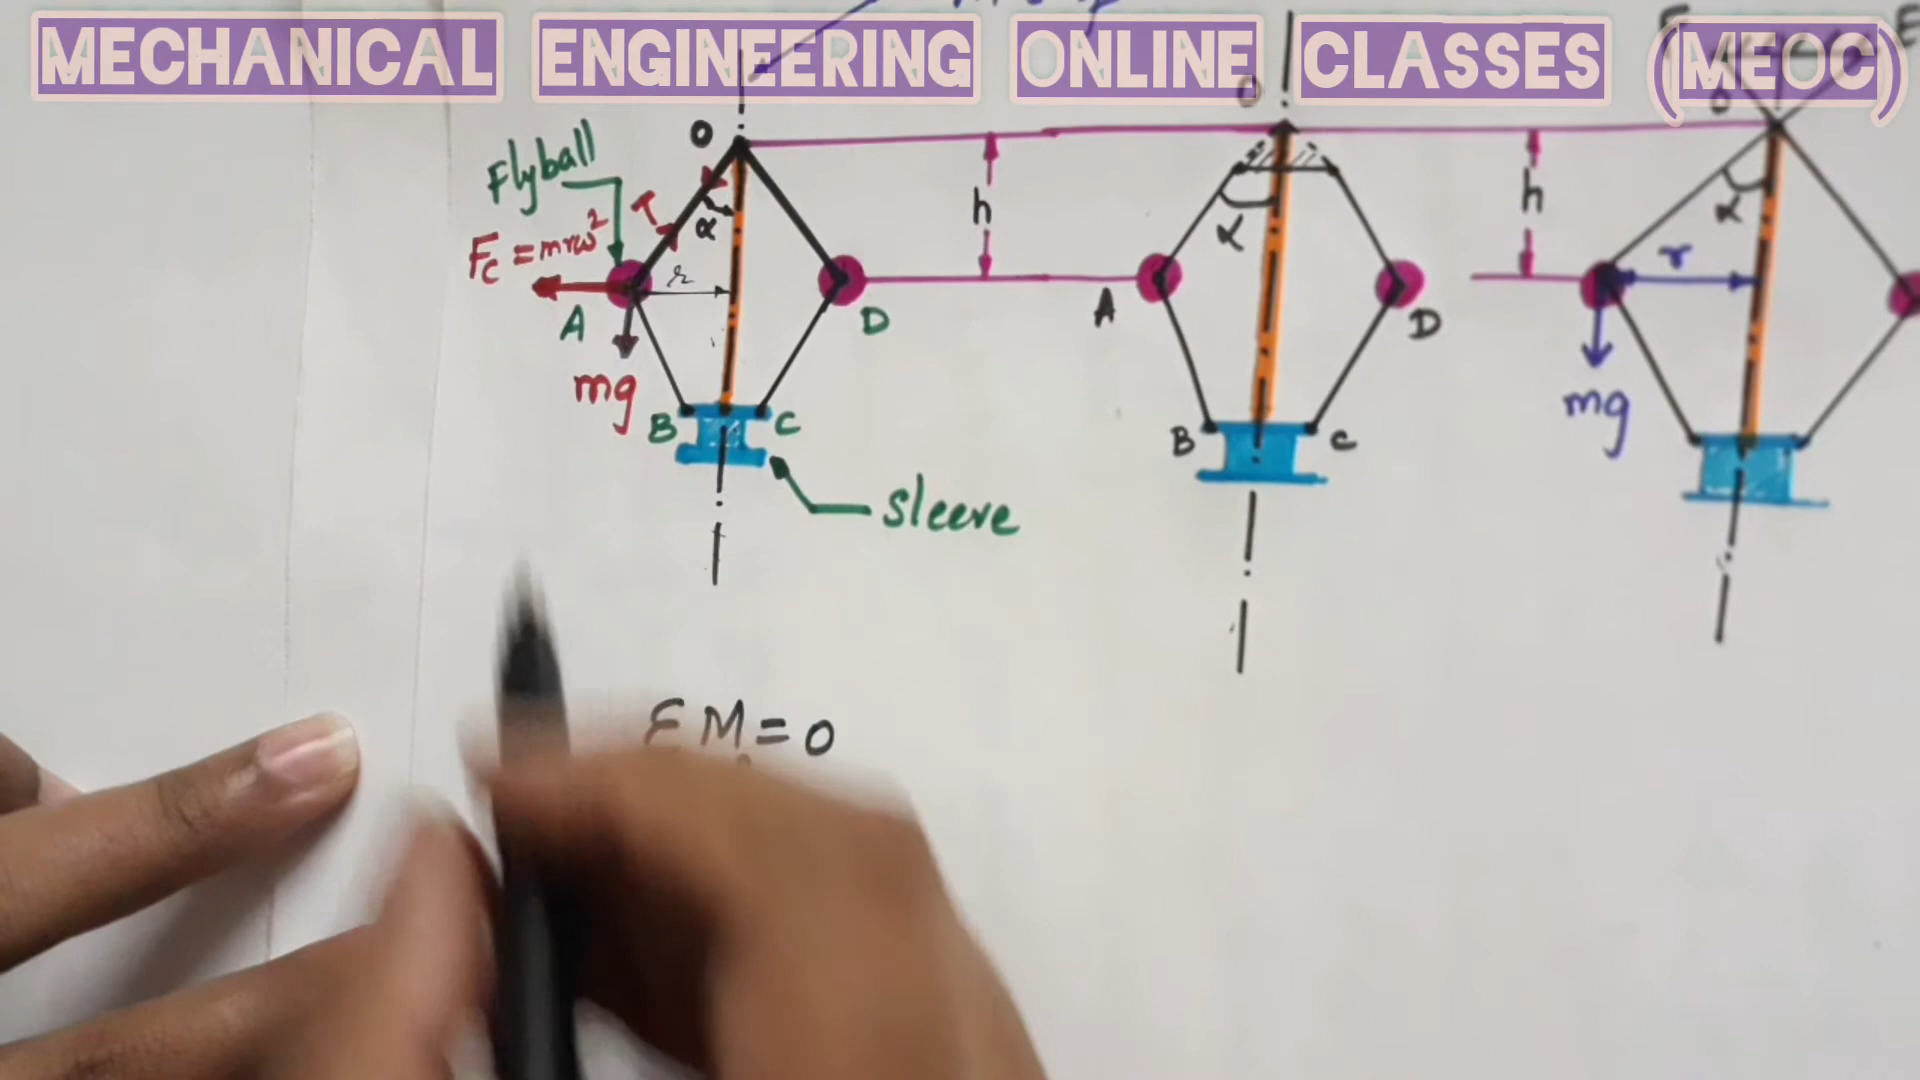 MECHANICAL ENGINEERING ONLINE CLASSES (MEOC)
O
O
O
Flyball
T
α
h
α
h
α
Fc = mrω²
r
r
A
D
A
D
mg
mg
B
C
B
C
sleeve
ΣM = 0